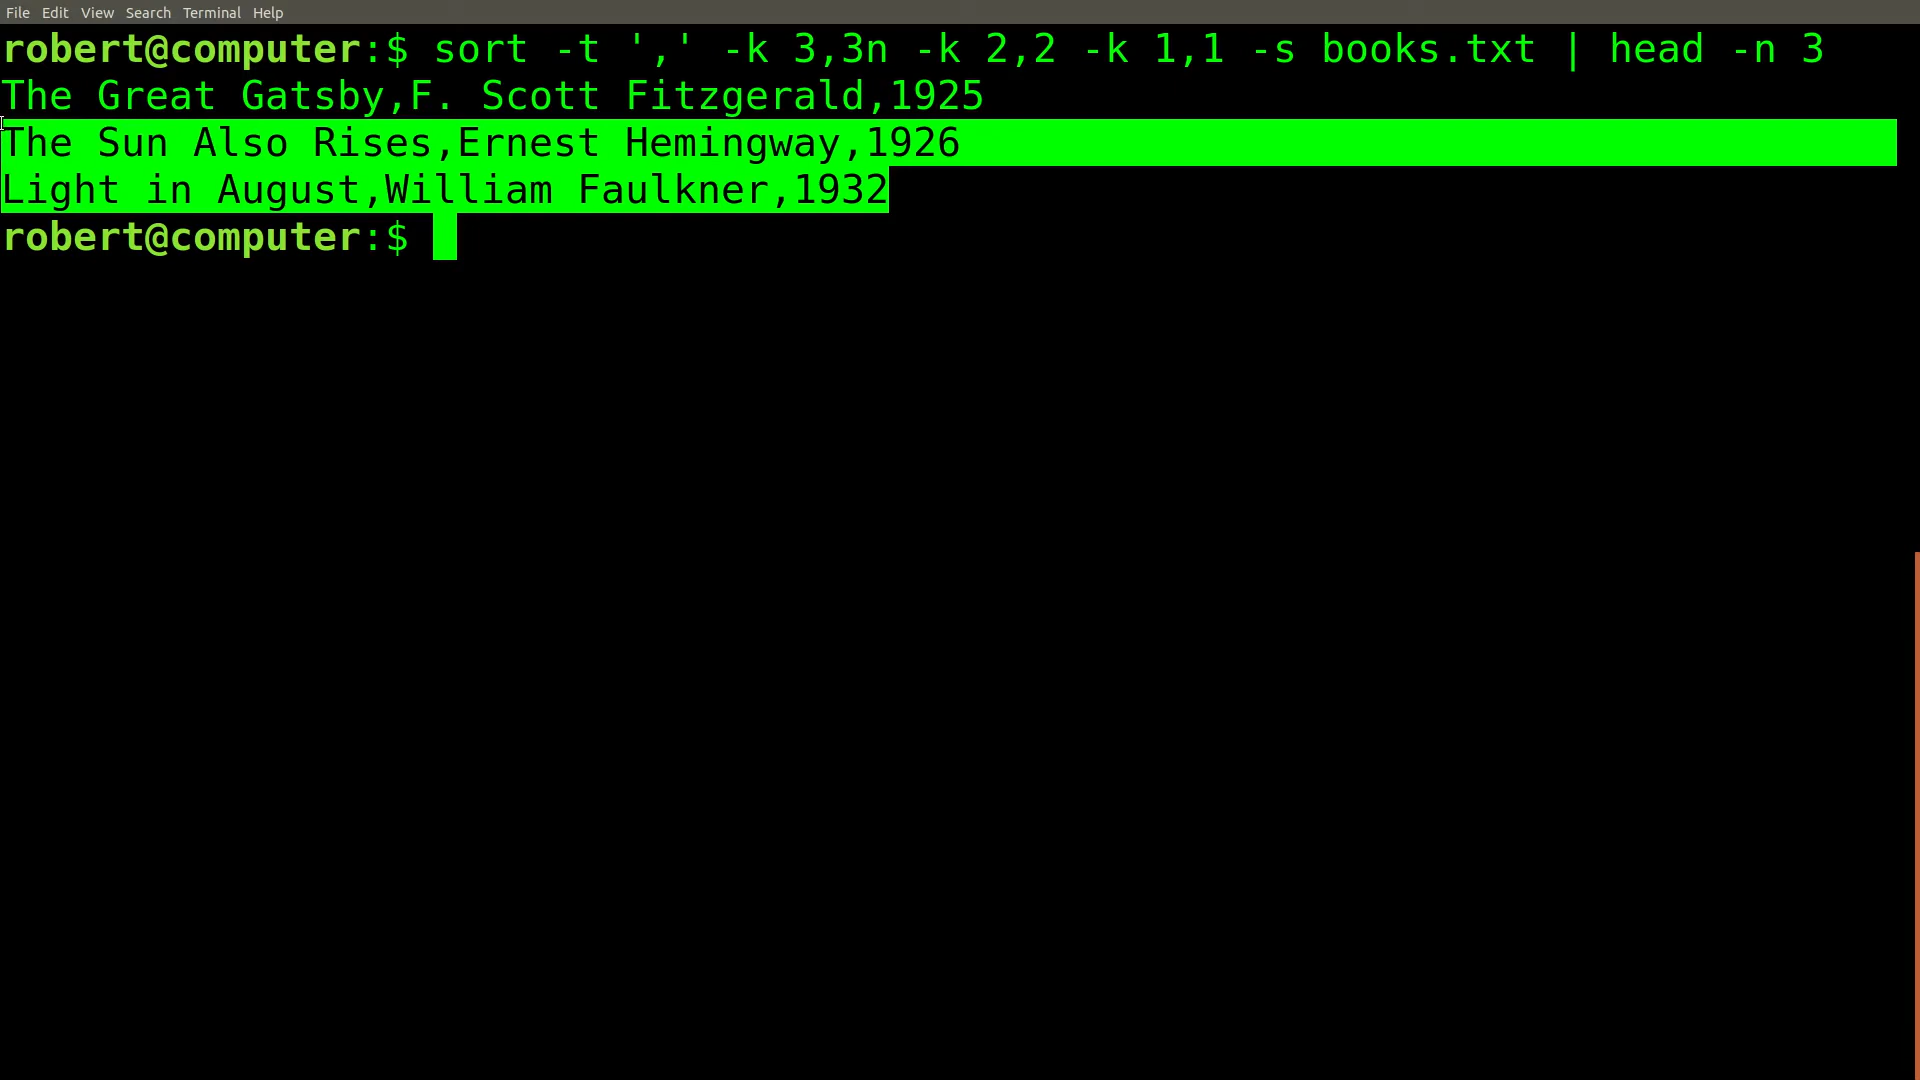 File Edit View Search Terminal Help
robert@computer:$ sort -t ',' -k 3,3n -k 2,2 -k 1,1 -s books.txt | head -n 3
The Great Gatsby,F. Scott Fitzgerald,1925
The Sun Also Rises,Ernest Hemingway,1926
Light in August,William Faulkner,1932
robert@computer:$